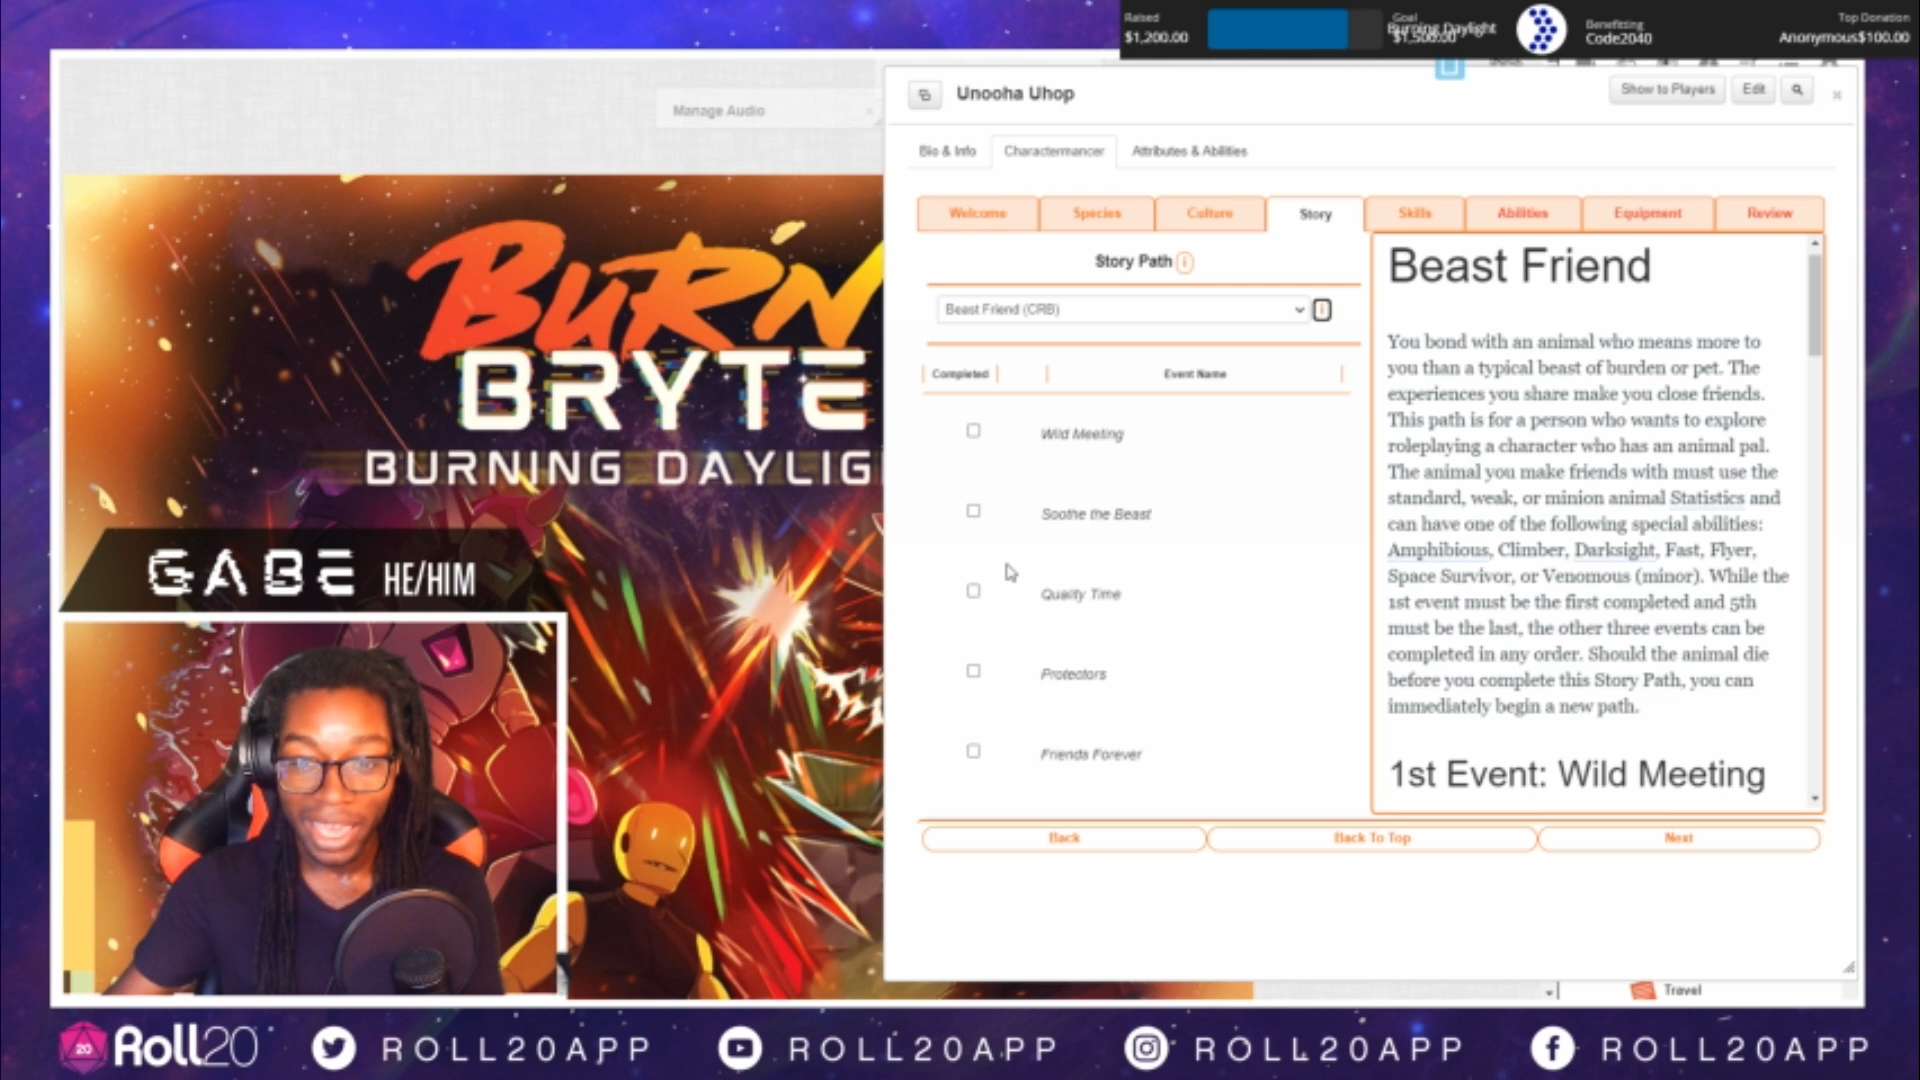 Raised
$1,200.00
Goal
Burning Daylight
$1,500.00
Benefitting
Code2040
Top Donation
Anonymous$100.00
Manage Audio
Unooha Uhop
Show to Players
Edit
Bio & Info
Charactermancer
Attributes & Abilities
Welcome
Species
Culture
Story
Skills
Abilities
Equipment
Review
Story Path
Beast Friend (CRB)
Completed
Event Name
Wild Meeting
Soothe the Beast
Quality Time
Protectors
Friends Forever
Beast Friend
You bond with an animal who means more to
you than a typical beast of burden or pet. The
experiences you share make you close friends.
This path is for a person who wants to explore
roleplaying a character who has an animal pal.
The animal you make friends with must use the
standard, weak, or minion animal Statistics and
can have one of the following special abilities:
Amphibious, Climber, Darksight, Fast, Flyer,
Space Survivor, or Venomous (minor). While the
1st event must be the first completed and 5th
must be the last, the other three events can be
completed in any order. Should the animal die
before you complete this Story Path, you can
immediately begin a new path.
1st Event: Wild Meeting
Back
Back To Top
Next
BURN
BRYTE
BURNING DAYLIG
GABE HE/HIM
Travel
20
Roll20
ROLL20APP
ROLL20APP
ROLL20APP
ROLL20APP